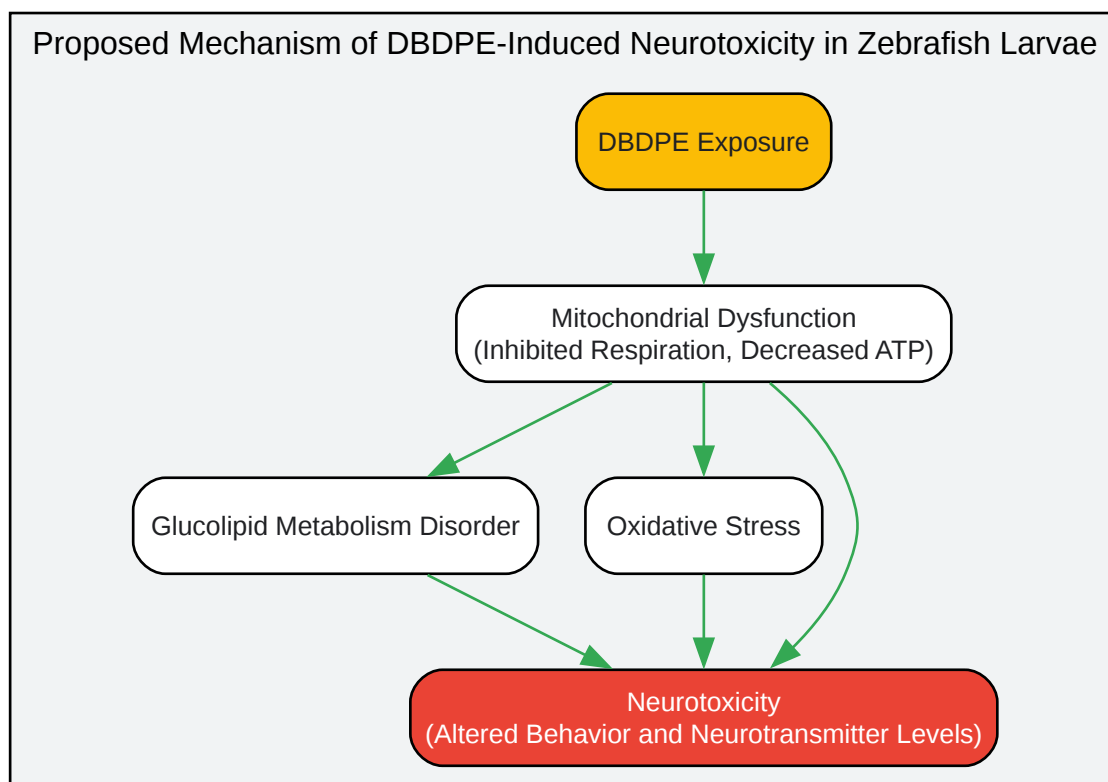 Proposed Mechanism of DBDPE-Induced Neurotoxicity in Zebrafish Larvae
DBDPE Exposure
Mitochondrial Dysfunction
(Inhibited Respiration, Decreased ATP)
Glucolipid Metabolism Disorder
Oxidative Stress
Neurotoxicity
(Altered Behavior and Neurotransmitter Levels)